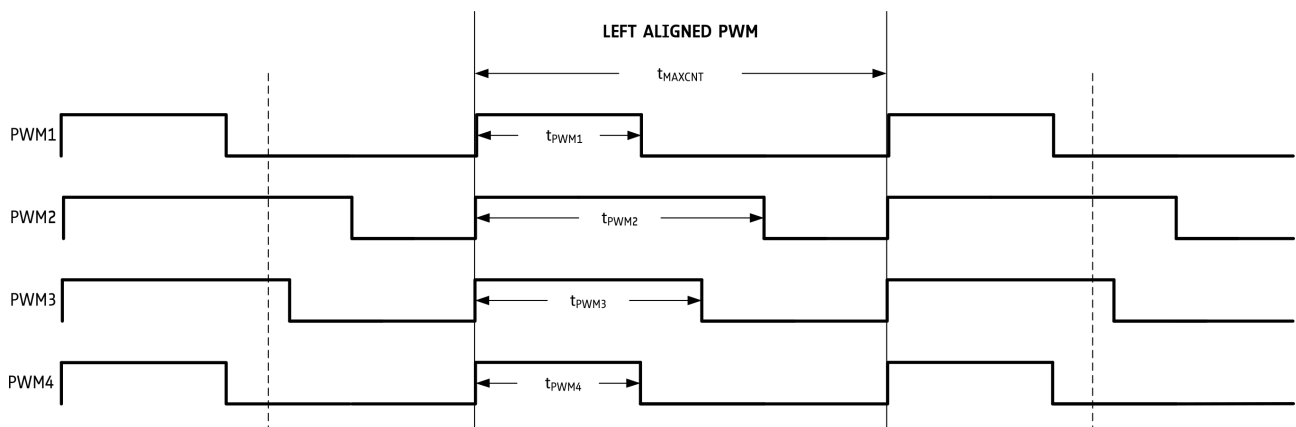 LEFT ALIGNED PWM
tMAXCNT
PWM1
tPWM1
PWM2
tPWM2
PWM3
tPWM3
PWM4
tPWM4